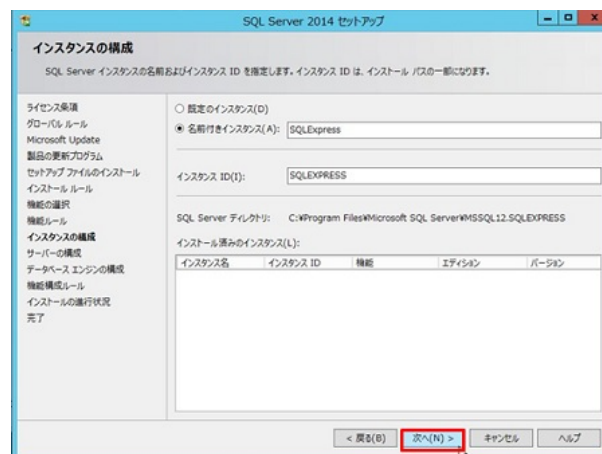 SQL Server 2014 セットアップ
インスタンスの構成
SQL Server インスタンスの名前およびインスタンス ID を指定します。インスタンス ID は、インストール パスの一部になります。
ライセンス条項
グローバル ルール
Microsoft Update
製品の更新プログラム
セットアップ ファイルのインストール
インストール ルール
機能の選択
機能ルール
インスタンスの構成
サーバーの構成
データベース エンジンの構成
機能構成ルール
インストールの進行状況
完了
既定のインスタンス(D)
名前付きインスタンス(A): SQLExpress
インスタンス ID(I): SQLEXPRESS
SQL Server ディレクトリ: C:¥Program Files¥Microsoft SQL Server¥MSSQL12.SQLEXPRESS
インストール済みのインスタンス(L):
インスタンス名 インスタンス ID 機能 エディション バージョン
< 戻る(B) 次へ(N) > キャンセル ヘルプ